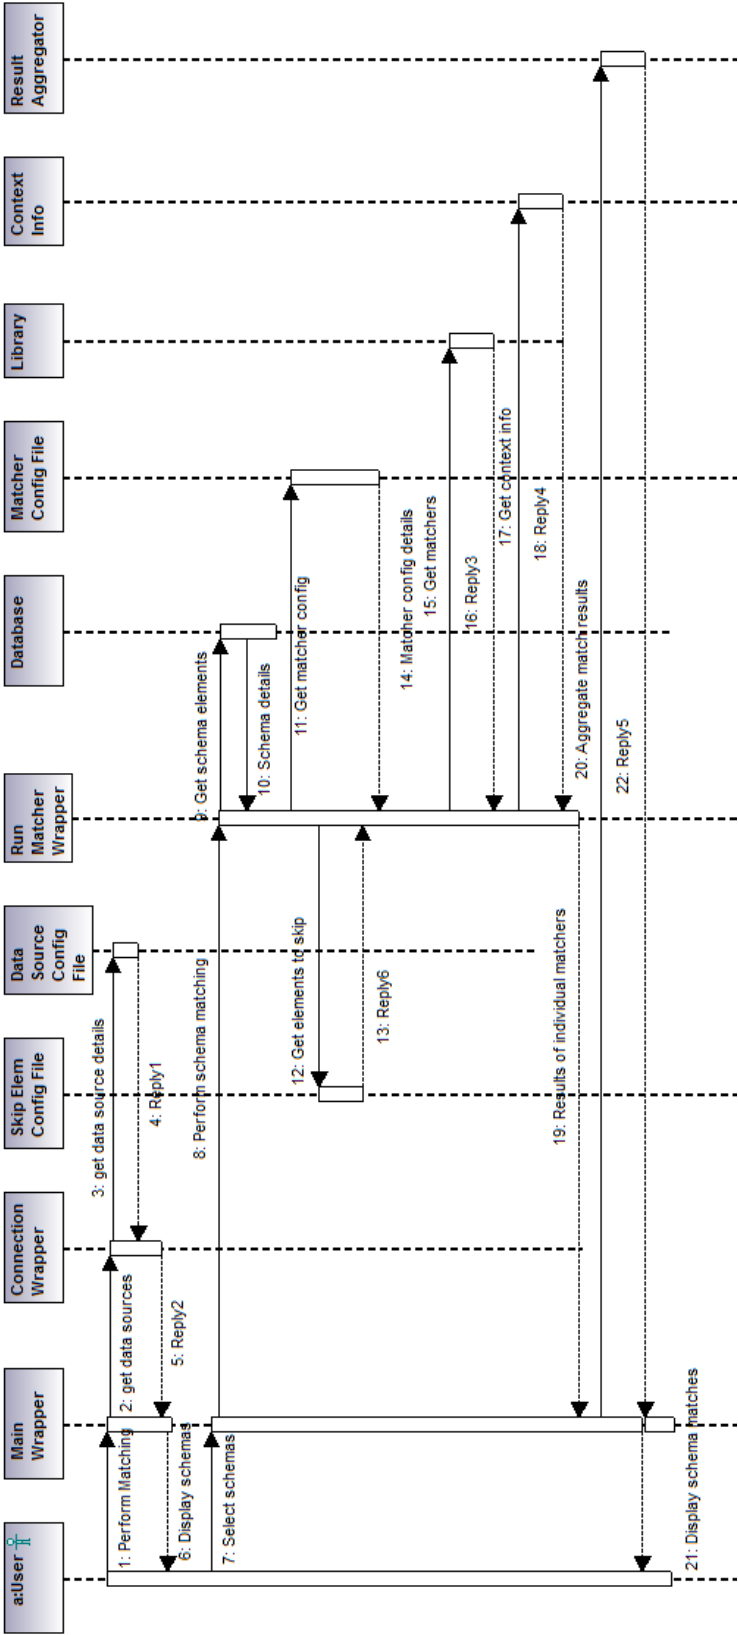 a:User
Main
Wrapper
Connection
Wrapper
Skip Elem
Config File
Data
Source
Config
File
Run
Matcher
Wrapper
Database
Matcher
Config File
Library
Context
Info
Result
Aggregator
1: Perform Matching
2: get data sources
3: get data source details
4: Reply1
5: Reply2
6: Display schemas
7: Select schemas
8: Perform schema matching
9: Get schema elements
10: Schema details
11: Get matcher config
12: Get elements to skip
13: Reply6
14: Matcher config details
15: Get matchers
16: Reply3
17: Get context info
18: Reply4
19: Results of individual matchers
20: Aggregate match results
22: Reply5
21: Display schema matches